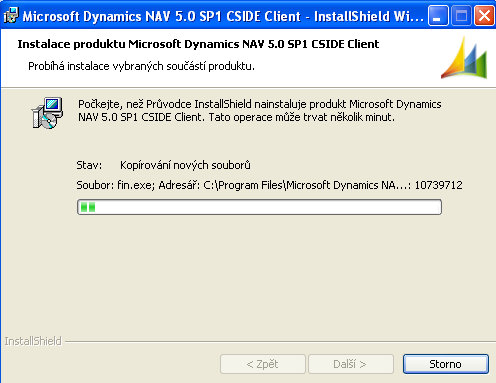 Microsoft Dynamics NAV 5.0 SP1 CSIDE Client - InstallShield Wi...
Instalace produktu Microsoft Dynamics NAV 5.0 SP1 CSIDE Client
Probíhá instalace vybraných součástí produktu.
Počkejte, než Průvodce InstallShield nainstaluje produkt Microsoft Dynamics
NAV 5.0 SP1 CSIDE Client. Tato operace může trvat několik minut.
Stav: Kopírování nových souborů
Soubor: fin.exe; Adresář: C:\Program Files\Microsoft Dynamics NA...: 10739712
InstallShield
< Zpět
Další >
Storno